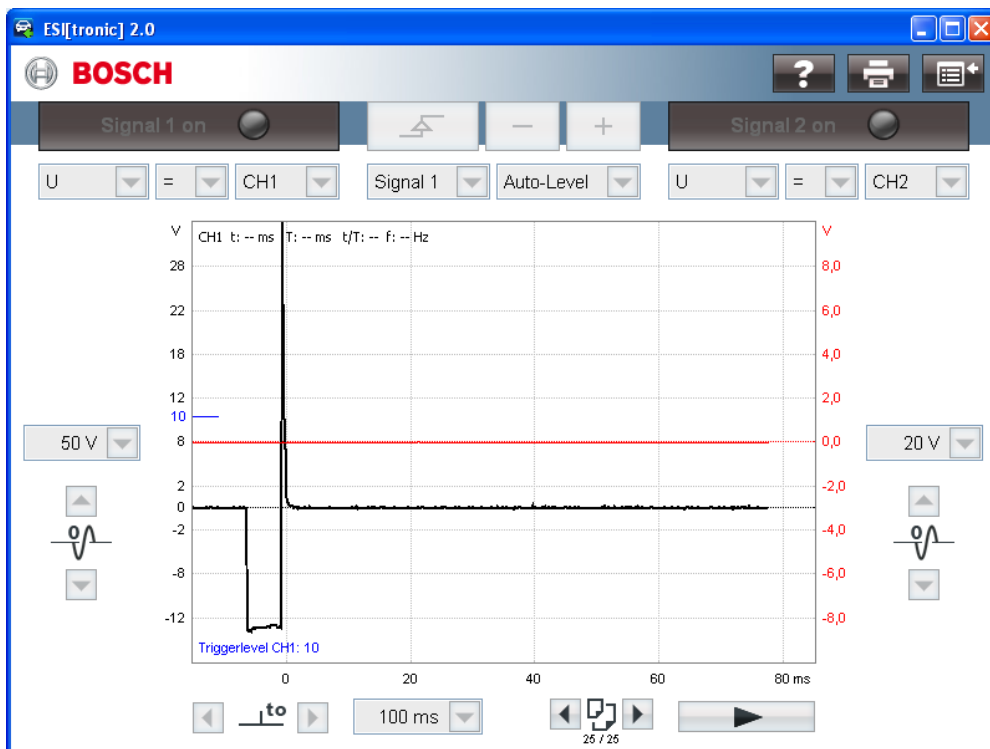 ESI[tronic] 2.0
BOSCH
?
Signal 1 on
− +
Signal 2 on
U = CH1
Signal 1 Auto-Level
U = CH2
V
CH1 t: -- ms T: -- ms t/T: -- f: -- Hz
V
28
22
18
12
10
8
2
0
-2
-8
-12
8,0
6,0
4,0
2,0
0,0
-2,0
-4,0
-6,0
-8,0
50 V
20 V
0
0
Triggerlevel CH1: 10
0 20 40 60 80 ms
to
100 ms
25 / 25